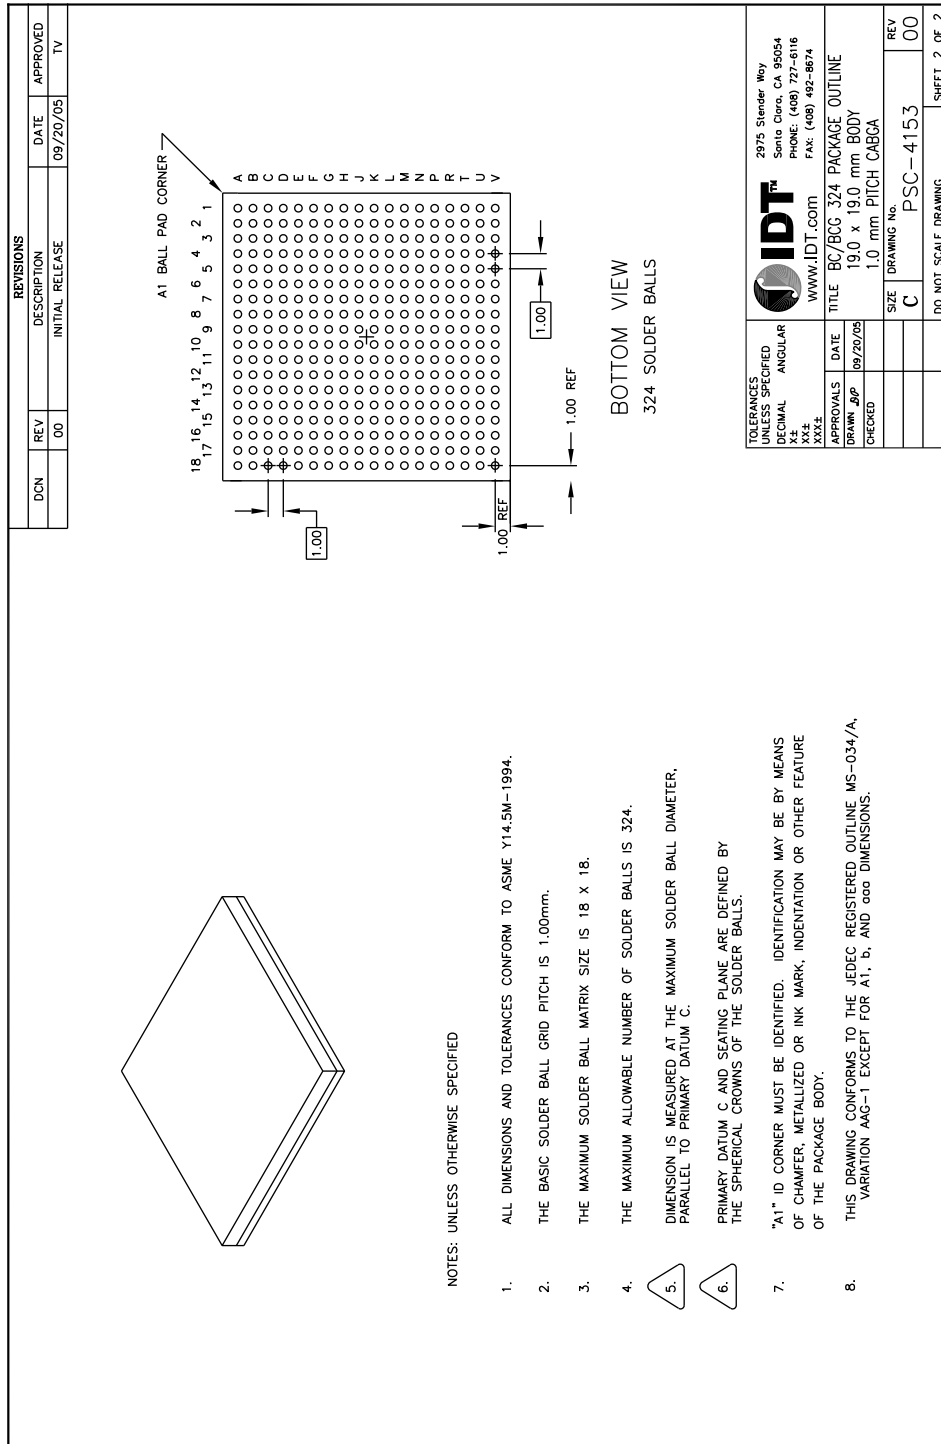 REVISIONS
DCN REV DESCRIPTION DATE APPROVED
00 INITIAL RELEASE 09/20/05 TV
A1 BALL PAD CORNER
18 17 16 15 14 13 12 11 10 9 8 7 6 5 4 3 2 1
A
B
C
D
E
F
G
H
J
K
L
M
N
P
R
T
U
V
1.00
1.00
1.00 REF
1.00 REF
BOTTOM VIEW
324 SOLDER BALLS
NOTES: UNLESS OTHERWISE SPECIFIED
1. ALL DIMENSIONS AND TOLERANCES CONFORM TO ASME Y14.5M-1994.
2. THE BASIC SOLDER BALL GRID PITCH IS 1.00mm.
3. THE MAXIMUM SOLDER BALL MATRIX SIZE IS 18 X 18.
4. THE MAXIMUM ALLOWABLE NUMBER OF SOLDER BALLS IS 324.
5. DIMENSION IS MEASURED AT THE MAXIMUM SOLDER BALL DIAMETER,
PARALLEL TO PRIMARY DATUM C.
6. PRIMARY DATUM C AND SEATING PLANE ARE DEFINED BY
THE SPHERICAL CROWNS OF THE SOLDER BALLS.
7. "A1" ID CORNER MUST BE IDENTIFIED. IDENTIFICATION MAY BE BY MEANS
OF CHAMFER, METALLIZED OR INK MARK, INDENTATION OR OTHER FEATURE
OF THE PACKAGE BODY.
8. THIS DRAWING CONFORMS TO THE JEDEC REGISTERED OUTLINE MS-034/A,
VARIATION AAG-1 EXCEPT FOR A1, b, AND aaa DIMENSIONS.
TOLERANCES
UNLESS SPECIFIED
DECIMAL ANGULAR
X±
XX±
XXX±
APPROVALS DATE
DRAWN 09/20/05
CHECKED
IDT™
www.IDT.com
2975 Stender Way
Santa Clara, CA 95054
PHONE: (408) 727-6116
FAX: (408) 492-8674
TITLE BC/BCG 324 PACKAGE OUTLINE
19.0 x 19.0 mm BODY
1.0 mm PITCH CABGA
SIZE DRAWING No. REV
C PSC-4153 00
DO NOT SCALE DRAWING SHEET 2 OF 2